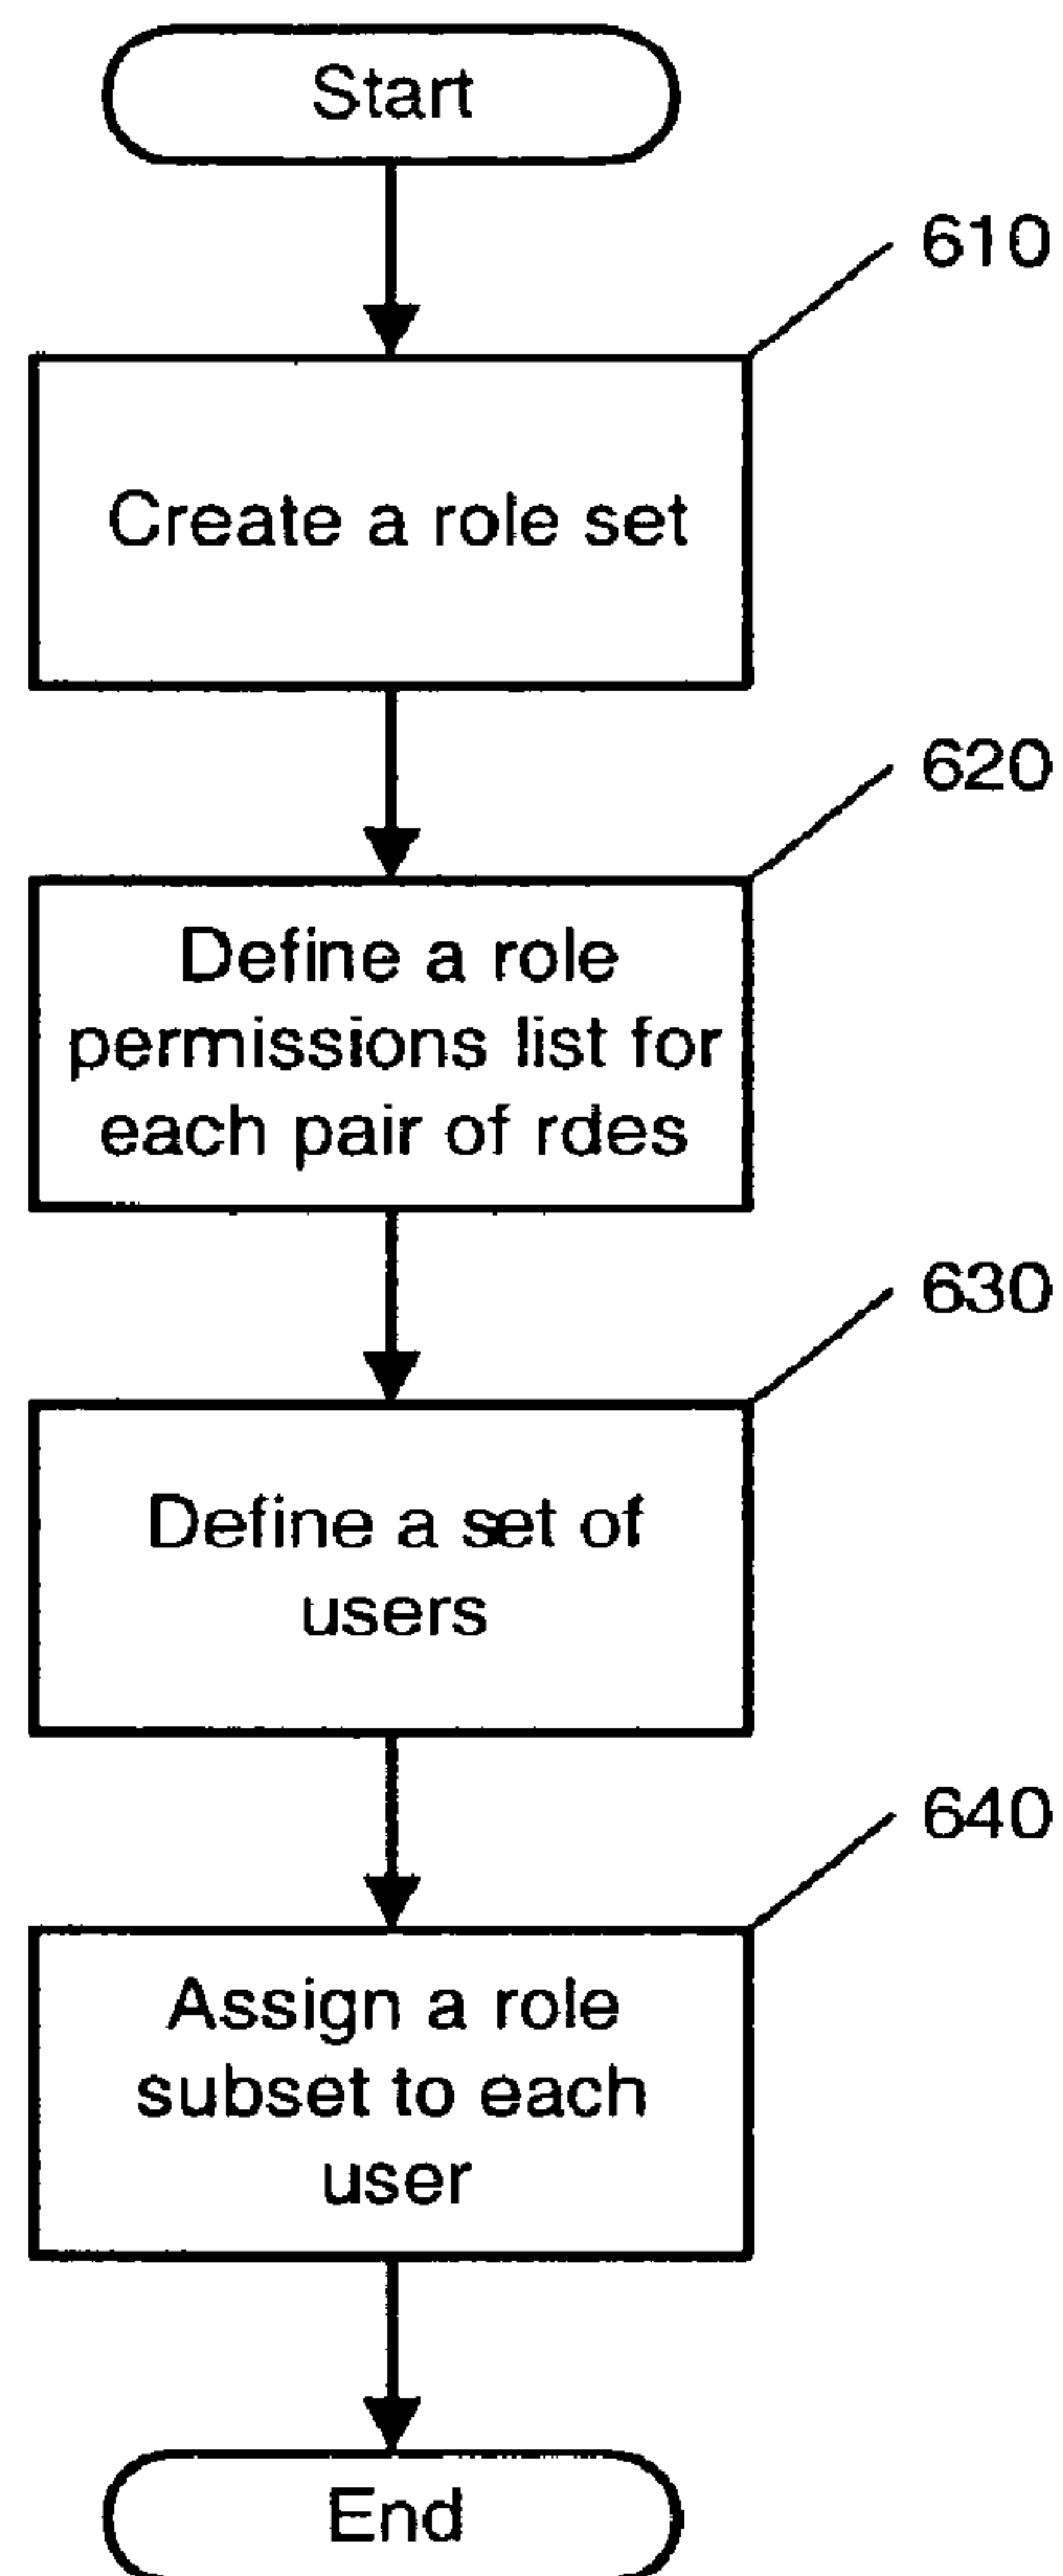 Start
610
Create a role set
620
Define a role
permissions list for
each pair of rdes
630
Define a set of
users
640
Assign a role
subset to each
user
End